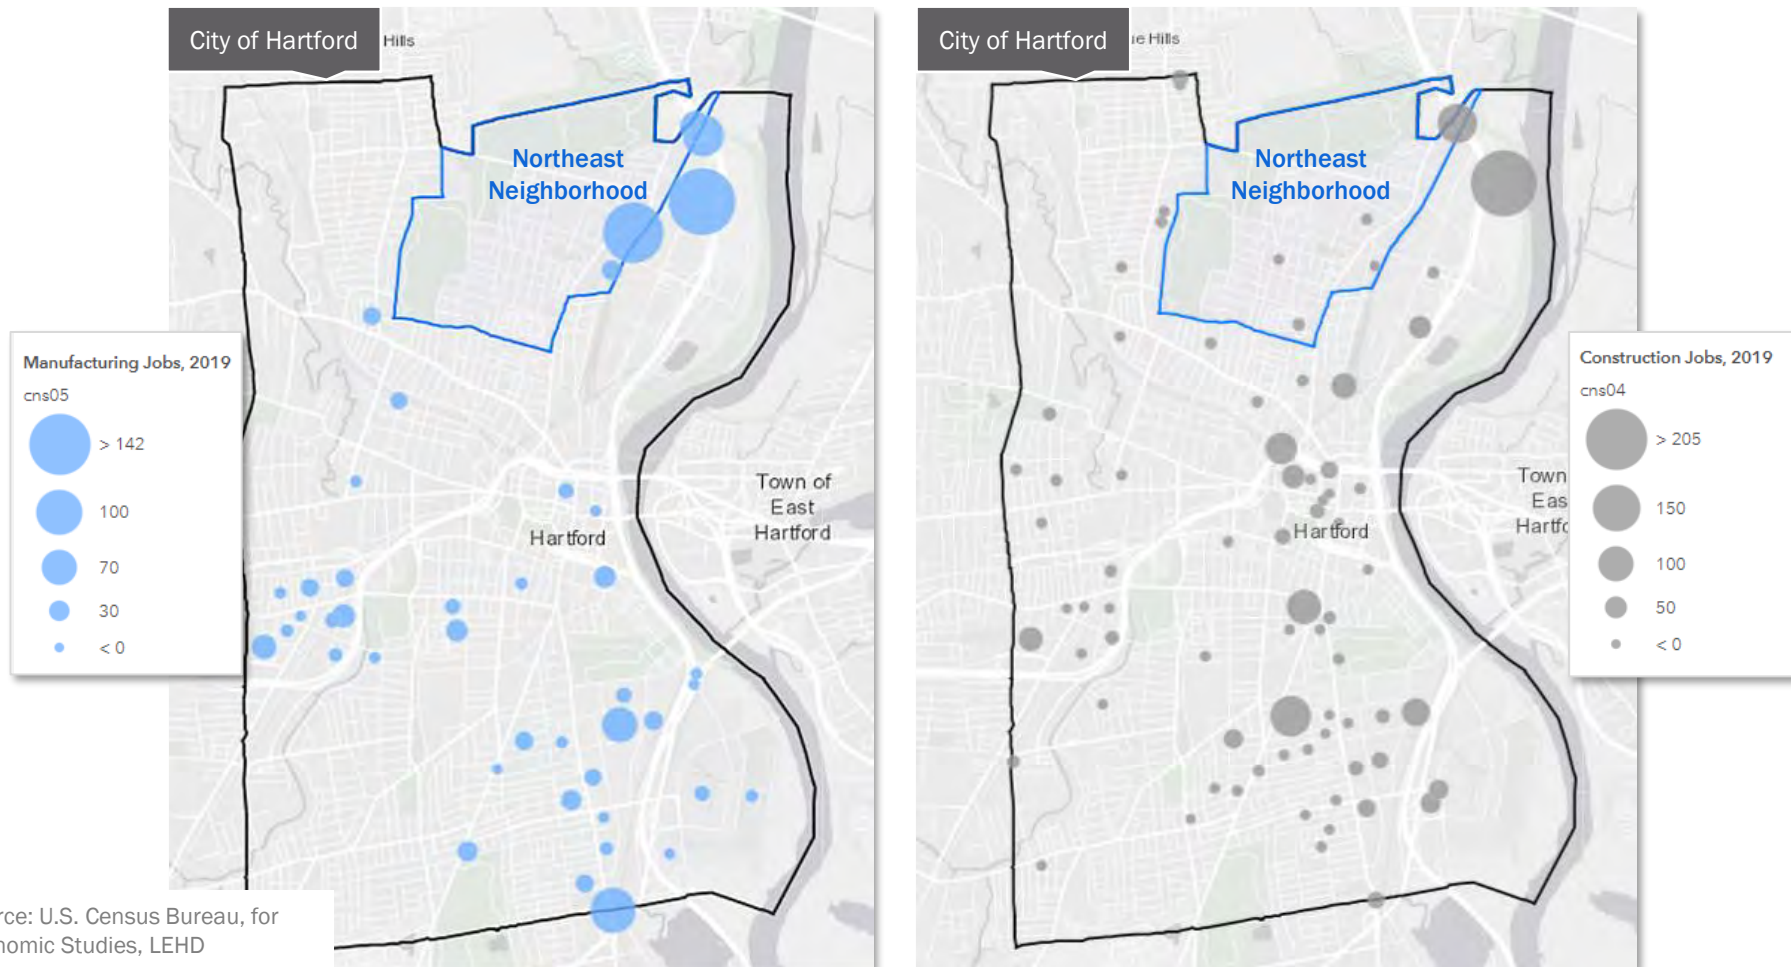 City of Hartford
Hills
Northeast
Neighborhood
Manufacturing Jobs, 2019
cns05
> 142
100
70
30
< 0
Town of
East
Hartford
Hartford
rce: U.S. Census Bureau, for
nomic Studies, LEHD
City of Hartford
ue Hills
Northeast
Neighborhood
Construction Jobs, 2019
cns04
> 205
150
100
50
< 0
Town
Eas
Hartfo
Hartford